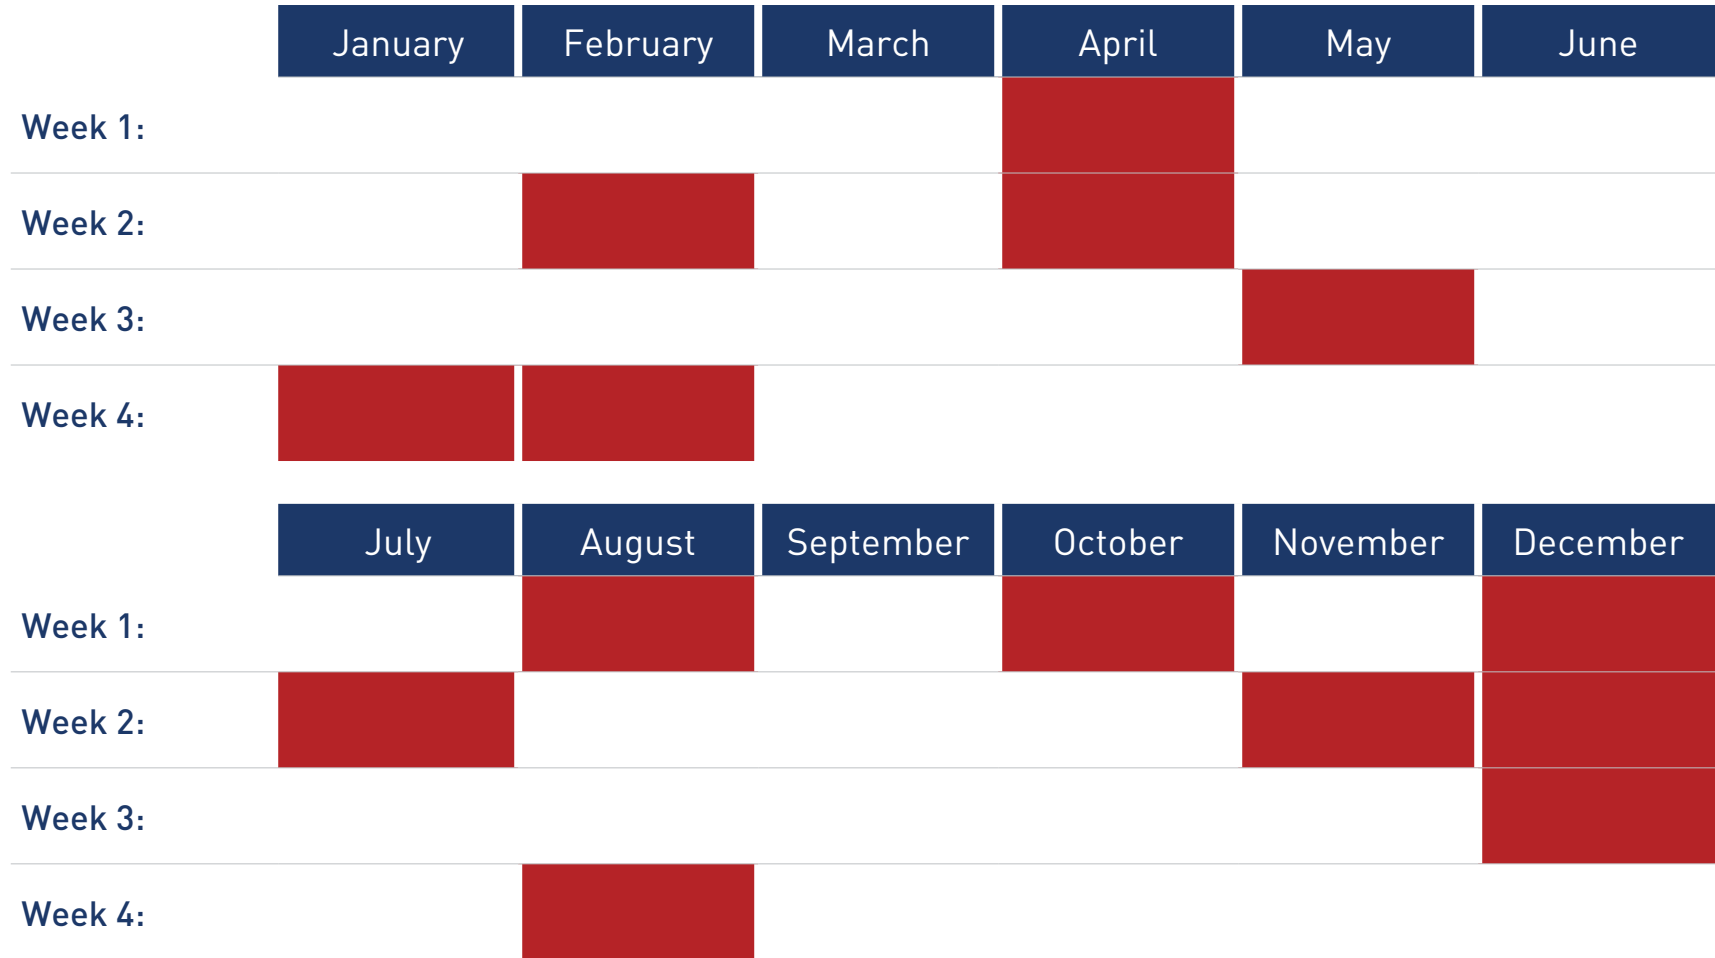 January February March April May June
Week 1:
Week 2:
Week 3:
Week 4:
July August September October November December
Week 1:
Week 2:
Week 3:
Week 4: